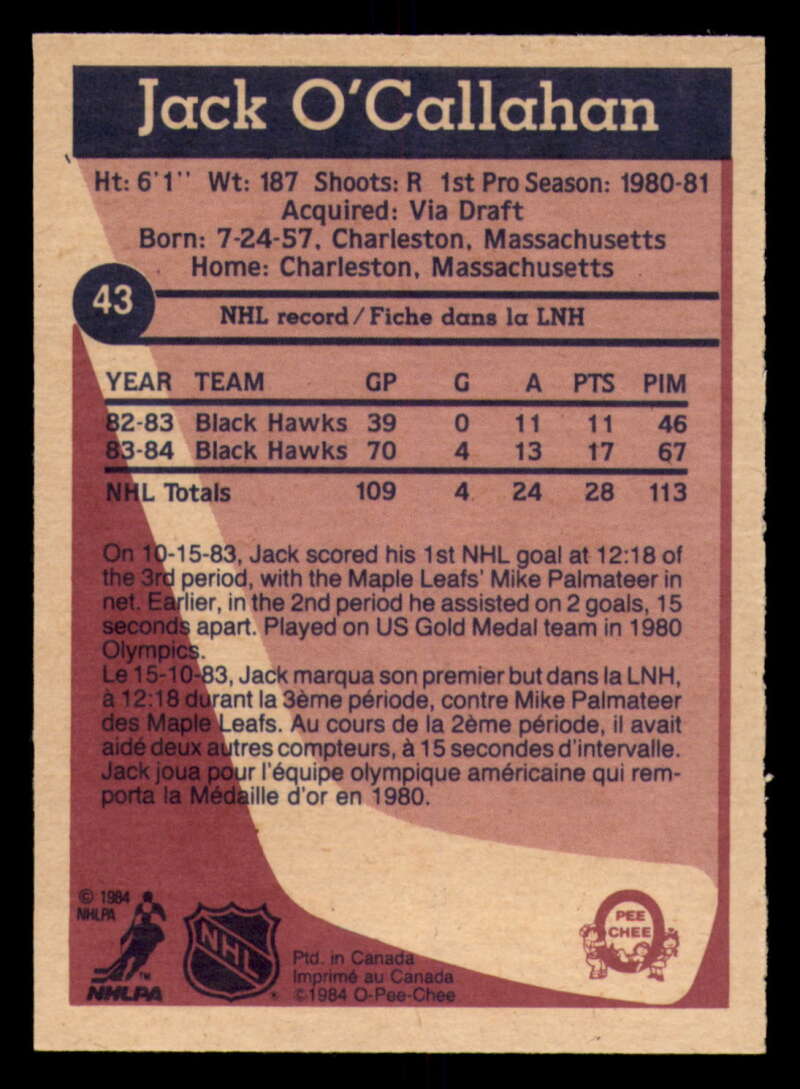 Jack O'Callahan
Ht: 6'1" Wt: 187 Shoots: R 1st Pro Season: 1980-81
Acquired: Via Draft
Born: 7-24-57, Charleston, Massachusetts
Home: Charleston, Massachusetts
43
NHL record/Fiche dans la LNH
YEAR TEAM GP G A PTS PIM
82-83 Black Hawks 39 0 11 11 46
83-84 Black Hawks 70 4 13 17 67
NHL Totals 109 4 24 28 113
On 10-15-83, Jack scored his 1st NHL goal at 12:18 of
the 3rd period, with the Maple Leafs' Mike Palmateer in
net. Earlier, in the 2nd period he assisted on 2 goals, 15
seconds apart. Played on US Gold Medal team in 1980
Olympics.
Le 15-10-83, Jack marqua son premier but dans la LNH,
à 12:18 durant la 3ème période, contre Mike Palmateer
des Maple Leafs. Au cours de la 2ème période, il avait
aidé deux autres compteurs, à 15 secondes d'intervalle.
Jack joua pour l'équipe olympique américaine qui rem-
porta la Médaille d'or en 1980.
© 1984
NHLPA
TM
NHLPA
NHL
Ptd. in Canada
Imprimé au Canada
©1984 O-Pee-Chee
O
PEE
CHEE